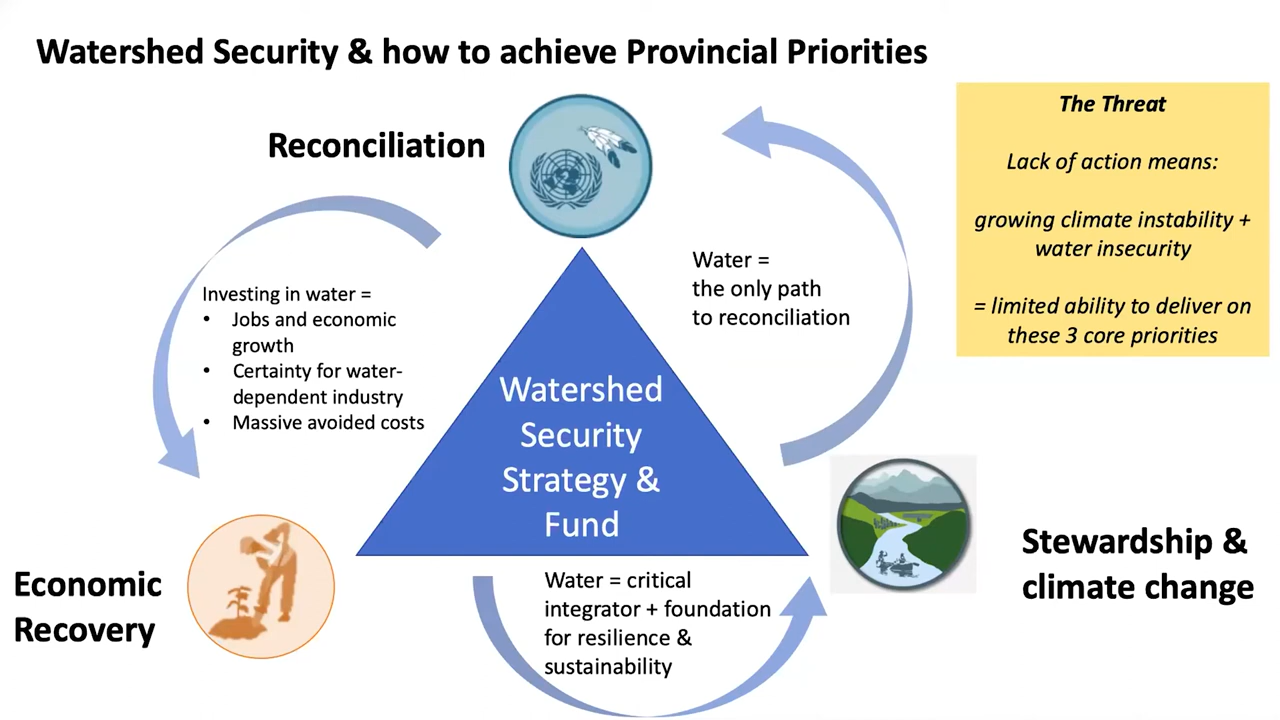 Watershed Security & how to achieve Provincial Priorities
Reconciliation
The Threat
Lack of action means:
growing climate instability +
water insecurity
= limited ability to deliver on
these 3 core priorities
Investing in water =
• Jobs and economic
growth
• Certainty for water-
dependent industry
• Massive avoided costs
Water =
the only path
to reconciliation
Watershed
Security
Strategy &
Fund
Economic
Recovery
Water = critical
integrator + foundation
for resilience &
sustainability
Stewardship &
climate change